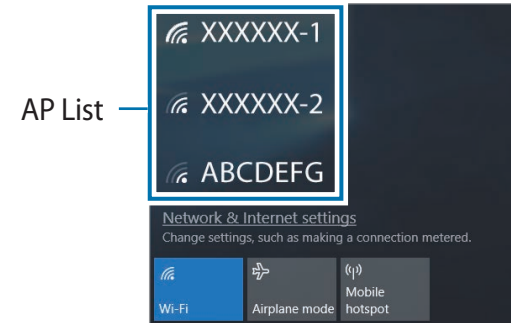 XXXXXX-1
AP List
XXXXXX-2
ABCDEFG
Network & Internet settings
Change settings, such as making a connection metered.
Wi-Fi
Airplane mode
Mobile
hotspot